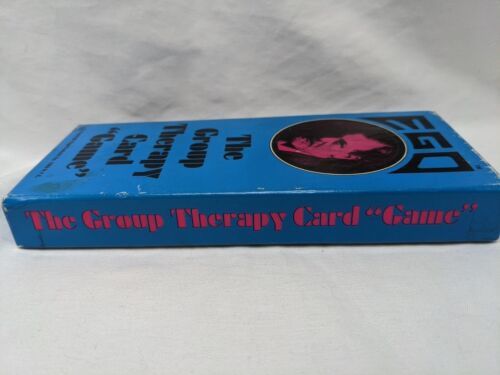 EGO
The
Group
Therapy
Card
"Game"
The Group Therapy Card "Game"